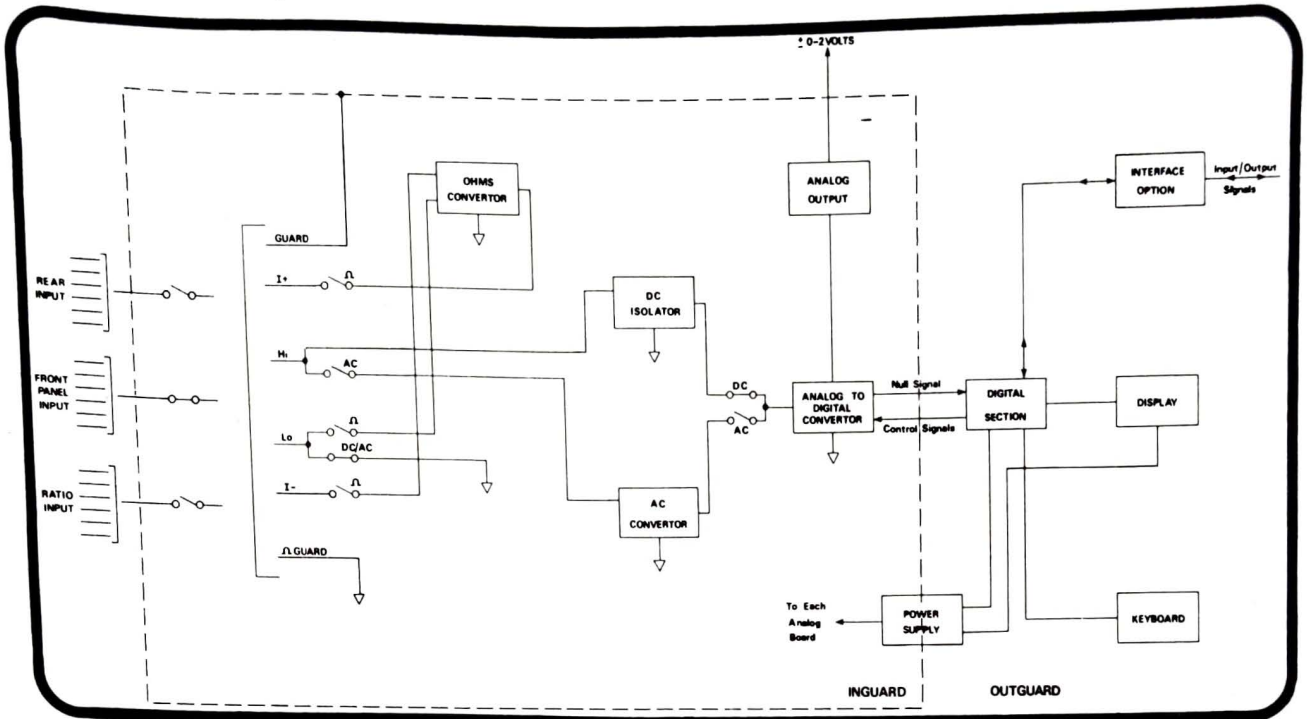 ± 0-2VOLTS
OHMS
CONVERTOR
ANALOG
OUTPUT
INTERFACE
OPTION
Input/Output
Signals
GUARD
REAR
INPUT
I+
Ω
DC
ISOLATOR
Hi
AC
FRONT
PANEL
INPUT
DC
AC
ANALOG TO
DIGITAL
CONVERTOR
Null Signal
Control Signals
DIGITAL
SECTION
DISPLAY
Lo
Ω
DC/AC
RATIO
INPUT
I-
Ω
AC
CONVERTOR
Ω GUARD
To Each
Analog
Board
POWER
SUPPLY
KEYBOARD
INGUARD
OUTGUARD